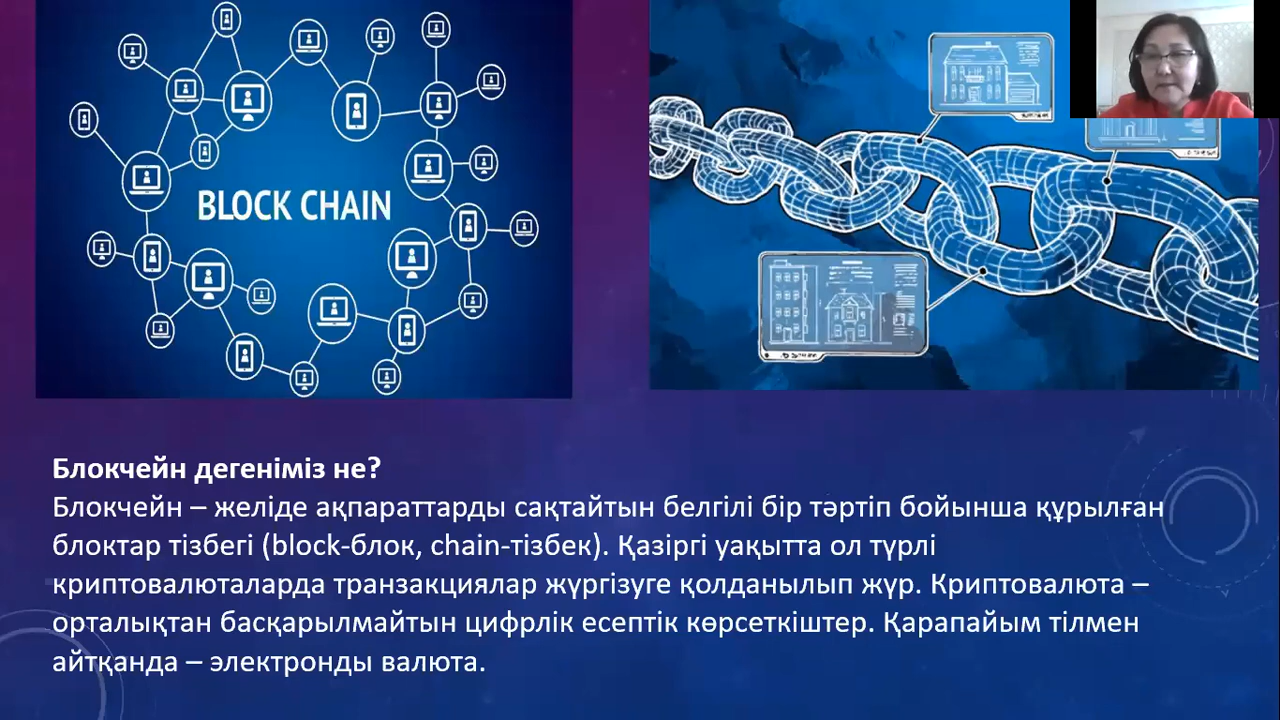 BLOCK CHAIN
Блокчейн дегеніміз не?
Блокчейн – желіде ақпараттарды сақтайтын белгілі бір тәртіп бойынша құрылған
блоктар тізбегі (block-блок, chain-тізбек). Қазіргі уақытта ол түрлі
криптовалюталарда транзакциялар жүргізуге қолданылып жүр. Криптовалюта –
орталықтан басқарылмайтын цифрлік есептік көрсеткіштер. Қарапайым тілмен
айтқанда – электронды валюта.